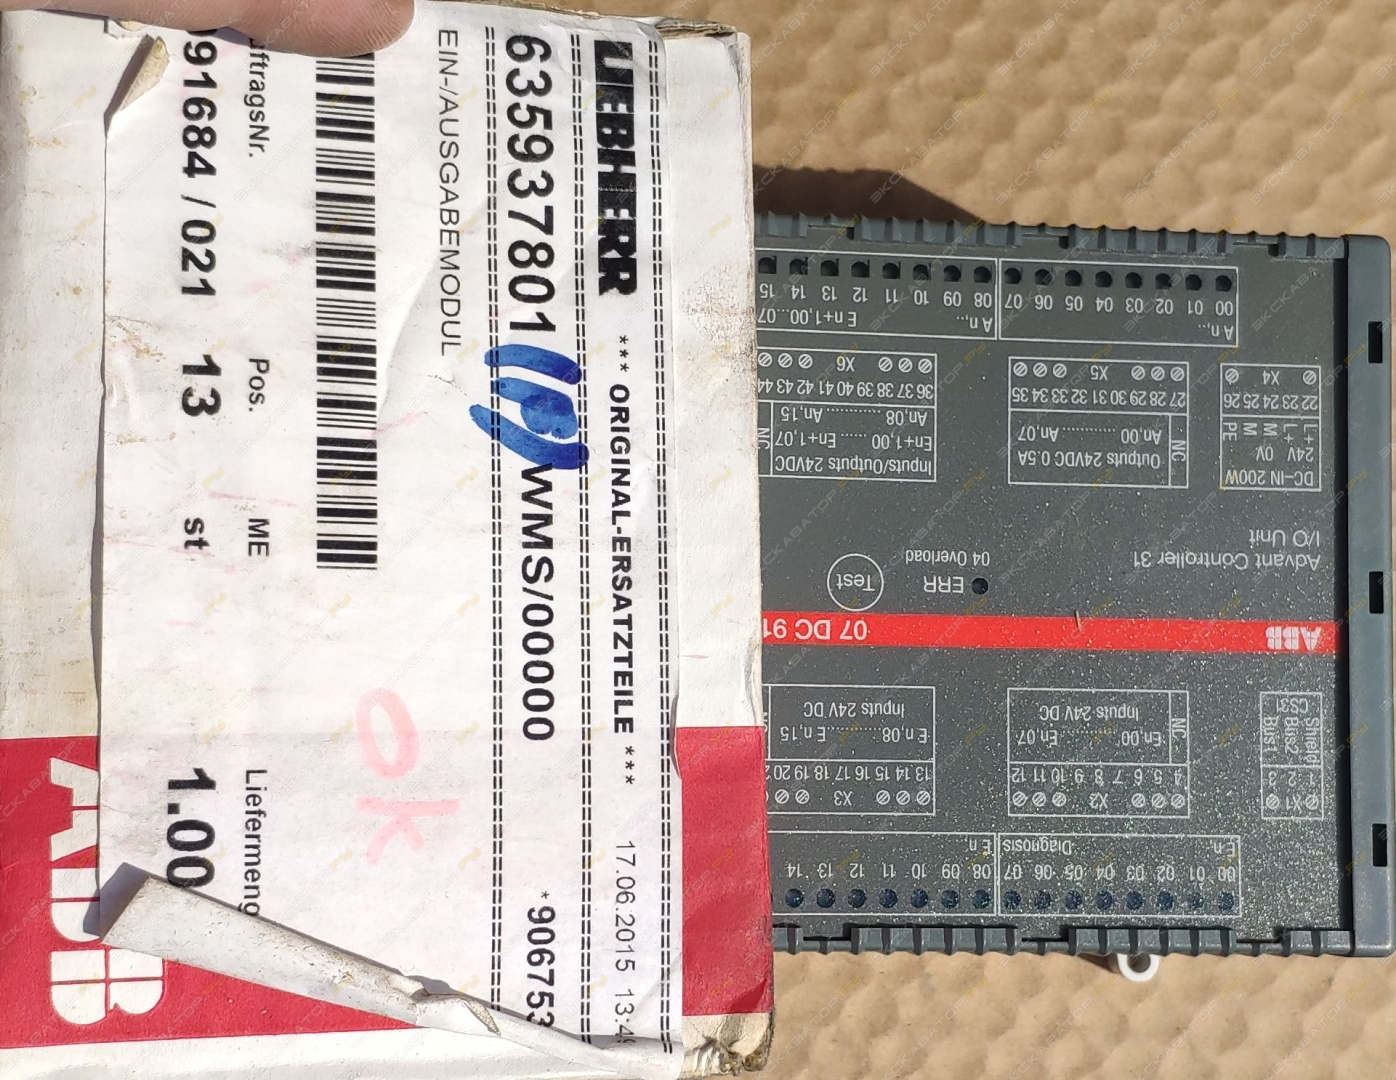 LIEBHERR *** ORIGINAL-ERSATZTEILE *** 17.06.2015 13:49
635937801 WMS/00000 *906753
EIN-/AUSGABEMODUL
uftragsNr. Pos. ME Liefermeng
991684 / 021 13 st 1.00
OK
ABB
E n
00 01 02 03 04 05 06 07 08 09 10 11 12 13 14
Diagnosis
E n
X1
1 2 3
Shield
Bus2
Bus1
CS31
X2
4 5 6 7 8 9 10 11 12
NC
En,00 ........ En,07
Inputs 24V DC
X3
13 14 15 16 17 18 19 20
E n,08 ........ E n,15
Inputs 24V DC
ABB
07 DC 91
ERR
04 Overload
Test
Advant Controller 31
I/O Unit
DC-IN 200W
L+ 24V
L+
M 0V
M
PE
22 23 24 25 26
X4
Outputs 24VDC 0.5A
An,00 ............ An,07
NC
27 28 29 30 31 32 33 34 35
X5
Inputs/Outputs 24VDC
En+1,00 ...... En+1,07
An,08 ............ An,15
NC
36 37 38 39 40 41 42 43 44
X6
A n,...
A n,...
E n+1,00...07
00 01 02 03 04 05 06 07 08 09 10 11 12 13 14 15